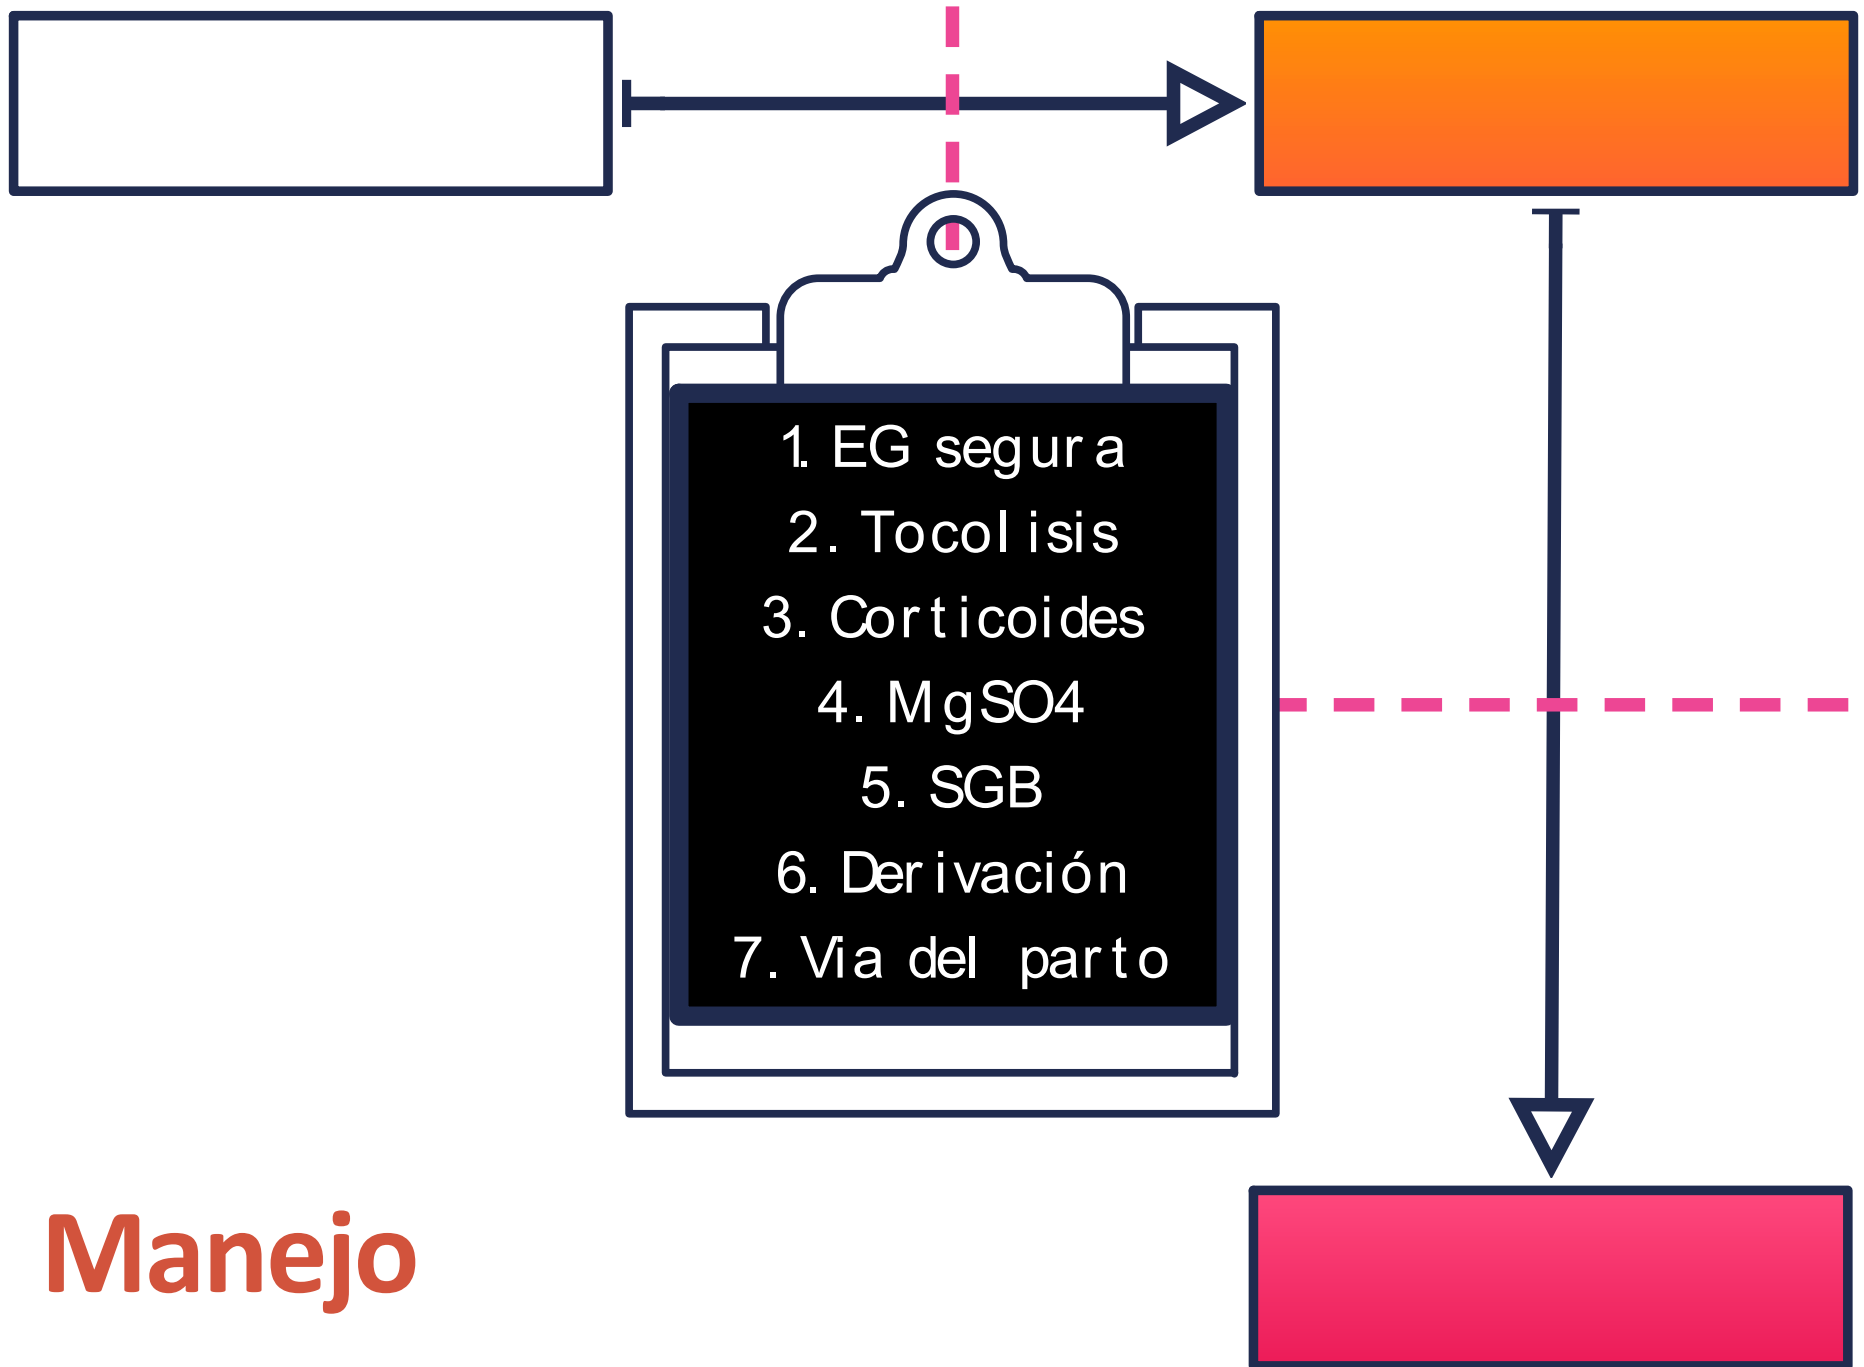 1. EG segura
2. Tocolisis
3. Corticoides
4. MgSO4
5. SGB
6. Derivación
7. Via del parto
Manejo